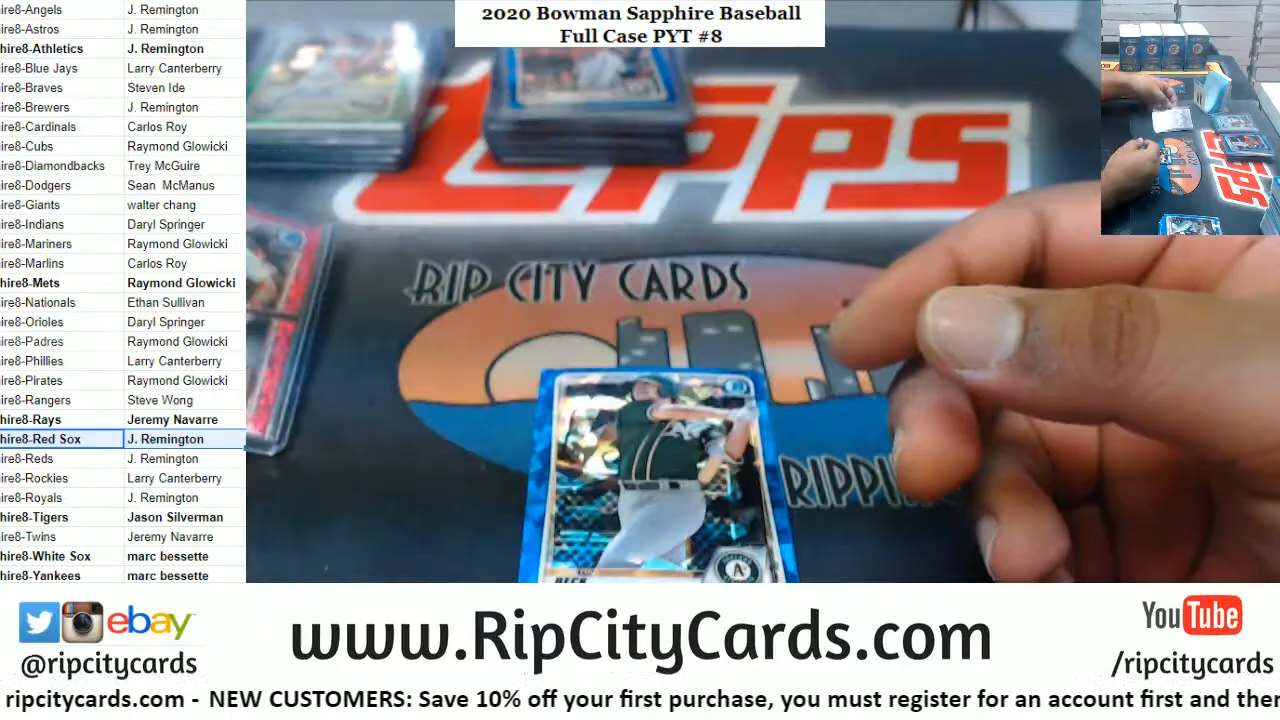 2020 Bowman Sapphire Baseball
Full Case PYT #8
ire8-Angels J. Remington
ire8-Astros J. Remington
hire8-Athletics J. Remington
ire8-Blue Jays Larry Canterberry
ire8-Braves Steven Ide
ire8-Brewers J. Remington
ire8-Cardinals Carlos Roy
ire8-Cubs Raymond Glowicki
ire8-Diamondbacks Trey McGuire
ire8-Dodgers Sean McManus
ire8-Giants walter chang
ire8-Indians Daryl Springer
ire8-Mariners Raymond Glowicki
ire8-Marlins Carlos Roy
hire8-Mets Raymond Glowicki
ire8-Nationals Ethan Sullivan
ire8-Orioles Daryl Springer
ire8-Padres Raymond Glowicki
ire8-Phillies Larry Canterberry
ire8-Pirates Raymond Glowicki
ire8-Rangers Steve Wong
hire8-Rays Jeremy Navarre
hire8-Red Sox J. Remington
ire8-Reds J. Remington
ire8-Rockies Larry Canterberry
ire8-Royals J. Remington
hire8-Tigers Jason Silverman
ire8-Twins Jeremy Navarre
hire8-White Sox marc bessette
hire8-Yankees marc bessette
RIP CITY CARDS
RIPPI
A
ebay
@ripcitycards
www.RipCityCards.com
YouTube
/ripcitycards
ripcitycards.com - NEW CUSTOMERS: Save 10% off your first purchase, you must register for an account first and then